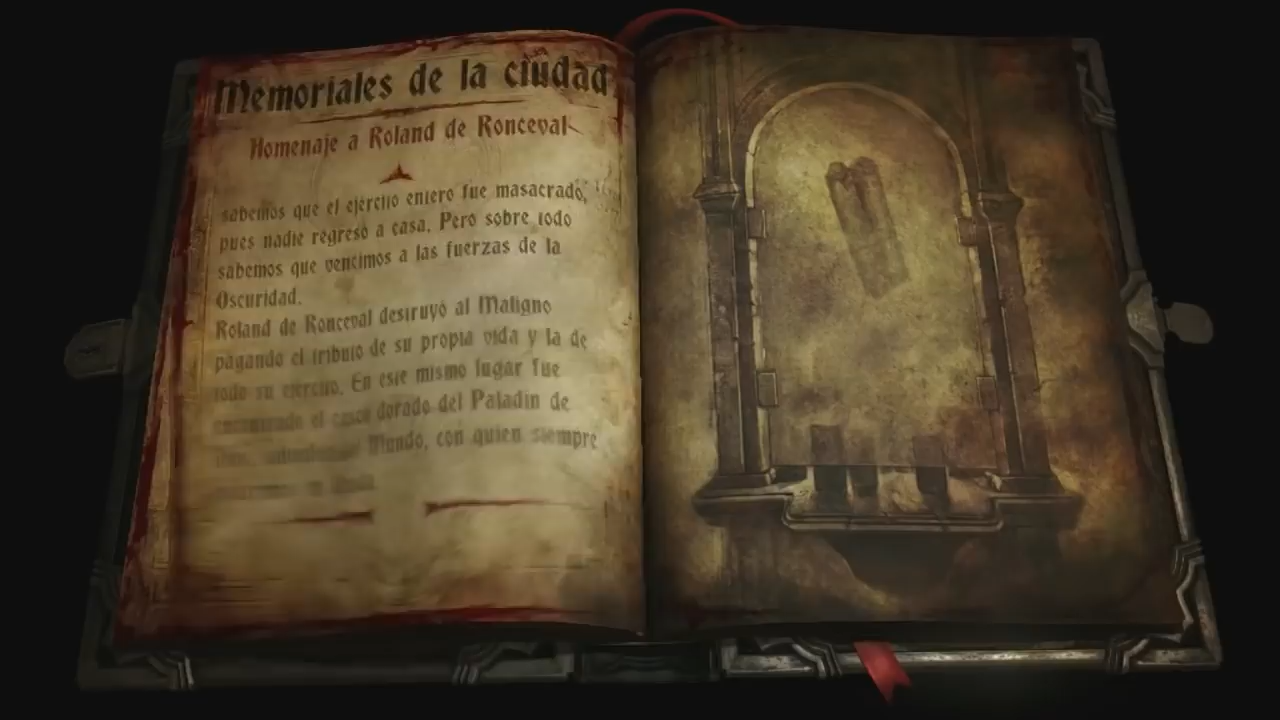 Memoriales de la ciudad
Homenaje a Roland de Ronceval
sabemos que el ejército entero fue masacrado,
pues nadie regresó a casa. Pero sobre todo
sabemos que vencimos a las fuerzas de la
Oscuridad.
Roland de Ronceval destruyó al Maligno
pagando el tributo de su propia vida y la de
todo su ejército. En este mismo lugar fue
encontrado el casco dorado del Paladín de
Mundo, con quien siempre